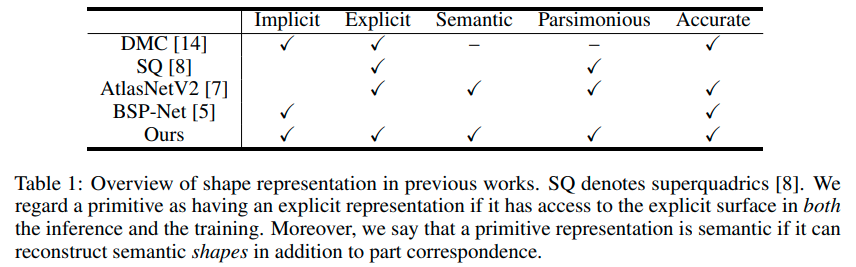 Implicit Explicit Semantic Parsimonious Accurate
DMC [14] ✓ ✓ – – ✓
SQ [8] ✓ ✓
AtlasNetV2 [7] ✓ ✓ ✓ ✓
BSP-Net [5] ✓ ✓
Ours ✓ ✓ ✓ ✓ ✓
Table 1: Overview of shape representation in previous works. SQ denotes superquadrics [8]. We
regard a primitive as having an explicit representation if it has access to the explicit surface in both
the inference and the training. Moreover, we say that a primitive representation is semantic if it can
reconstruct semantic shapes in addition to part correspondence.